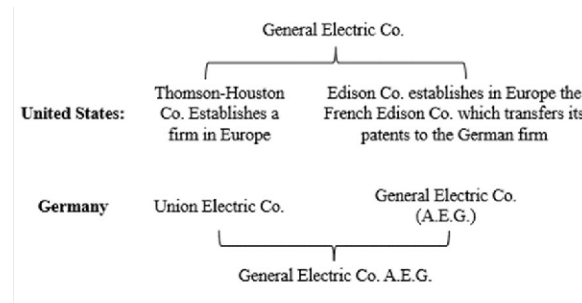 General Electric Co.
United States:
Thomson-Houston
Co. Establishes a
firm in Europe
Edison Co. establishes in Europe the
French Edison Co. which transfers its
patents to the German firm
Germany
Union Electric Co.
General Electric Co.
(A.E.G.)
General Electric Co. A.E.G.